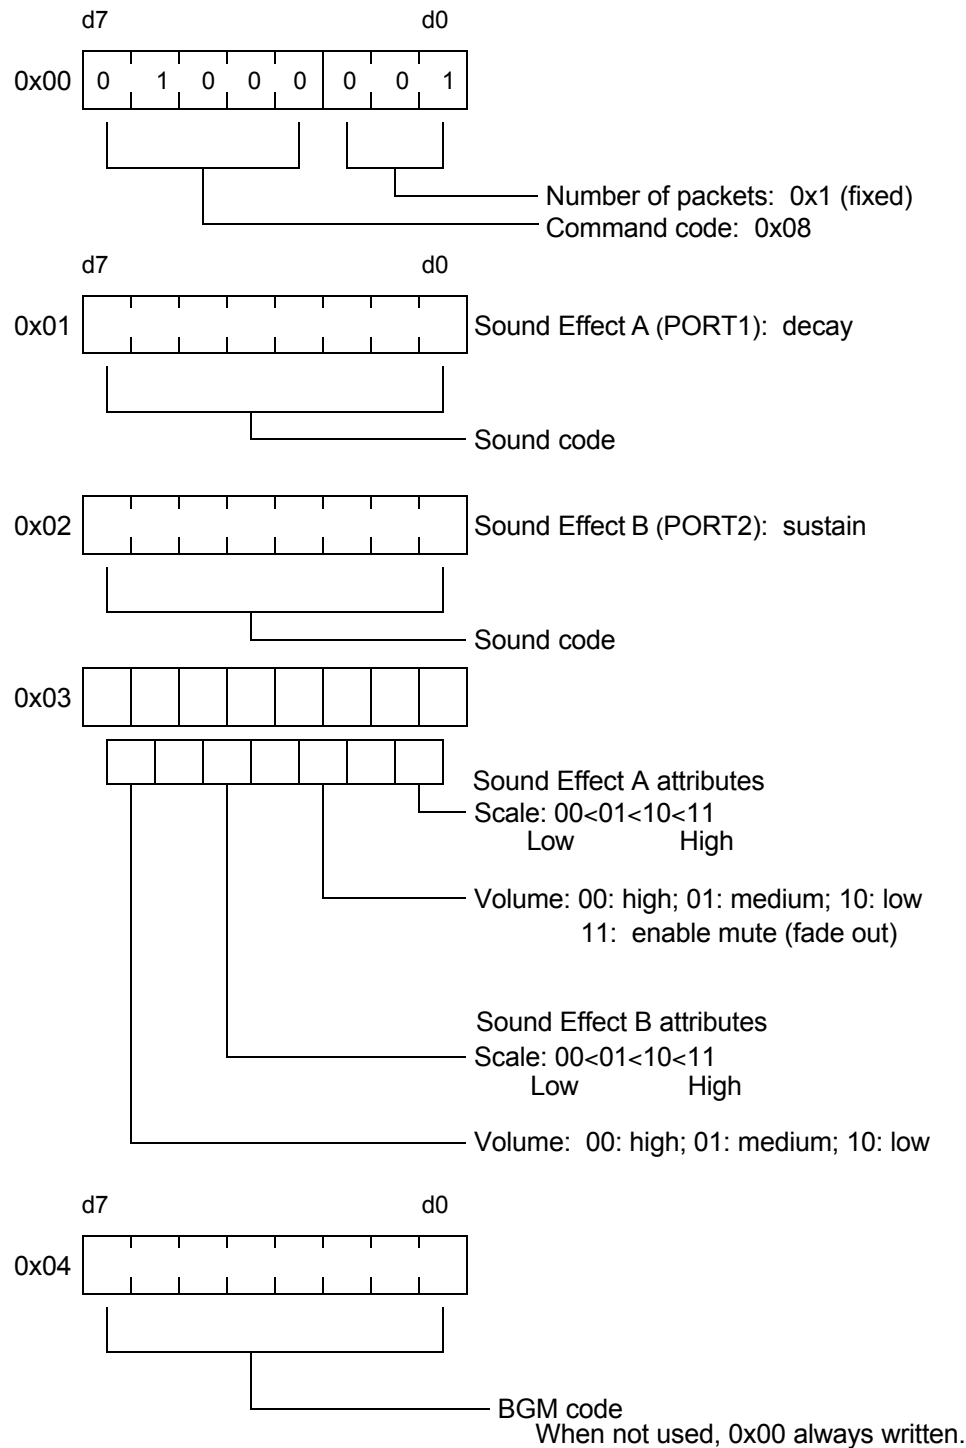 d7 d0
0x00 0 1 0 0 0 0 0 1
Number of packets: 0x1 (fixed)
Command code: 0x08
d7 d0
0x01 Sound Effect A (PORT1): decay
Sound code
0x02 Sound Effect B (PORT2): sustain
Sound code
0x03
Sound Effect A attributes
Scale: 00<01<10<11
Low High
Volume: 00: high; 01: medium; 10: low
11: enable mute (fade out)
Sound Effect B attributes
Scale: 00<01<10<11
Low High
Volume: 00: high; 01: medium; 10: low
d7 d0
0x04
BGM code
When not used, 0x00 always written.